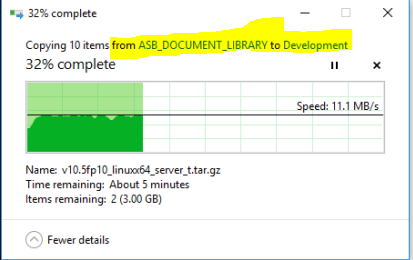 32% complete
Copying 10 items from ASB_DOCUMENT_LIBRARY to Development
32% complete
Speed: 11.1 MB/s
Name: v10.5fp10_linuxx64_server_t.tar.gz
Time remaining: About 5 minutes
Items remaining: 2 (3.00 GB)
Fewer details